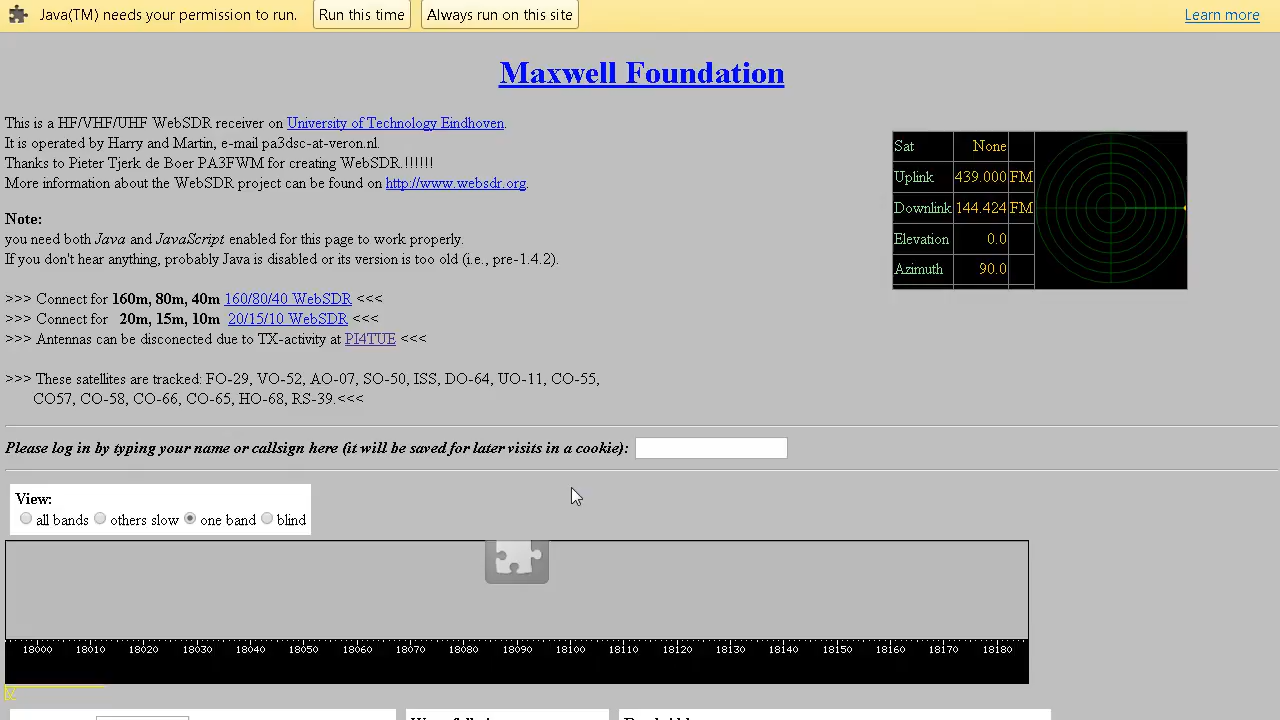 Java(TM) needs your permission to run. Run this time Always run on this site Learn more
Maxwell Foundation
This is a HF/VHF/UHF WebSDR receiver on University of Technology Eindhoven.
It is operated by Harry and Martin, e-mail pa3dsc-at-veron.nl.
Thanks to Pieter Tjerk de Boer PA3FWM for creating WebSDR.!!!!!!
More information about the WebSDR project can be found on http://www.websdr.org.
Note:
you need both Java and JavaScript enabled for this page to work properly.
If you don't hear anything, probably Java is disabled or its version is too old (i.e., pre-1.4.2).
>>> Connect for 160m, 80m, 40m 160/80/40 WebSDR <<<
>>> Connect for 20m, 15m, 10m 20/15/10 WebSDR <<<
>>> Antennas can be disconected due to TX-activity at PI4TUE <<<
>>> These satellites are tracked: FO-29, VO-52, AO-07, SO-50, ISS, DO-64, UO-11, CO-55,
CO57, CO-58, CO-66, CO-65, HO-68, RS-39.<<<
Sat None
Uplink 439.000 FM
Downlink 144.424 FM
Elevation 0.0
Azimuth 90.0
Please log in by typing your name or callsign here (it will be saved for later visits in a cookie):
View:
all bands others slow one band blind
18000 18010 18020 18030 18040 18050 18060 18070 18080 18090 18100 18110 18120 18130 18140 18150 18160 18170 18180